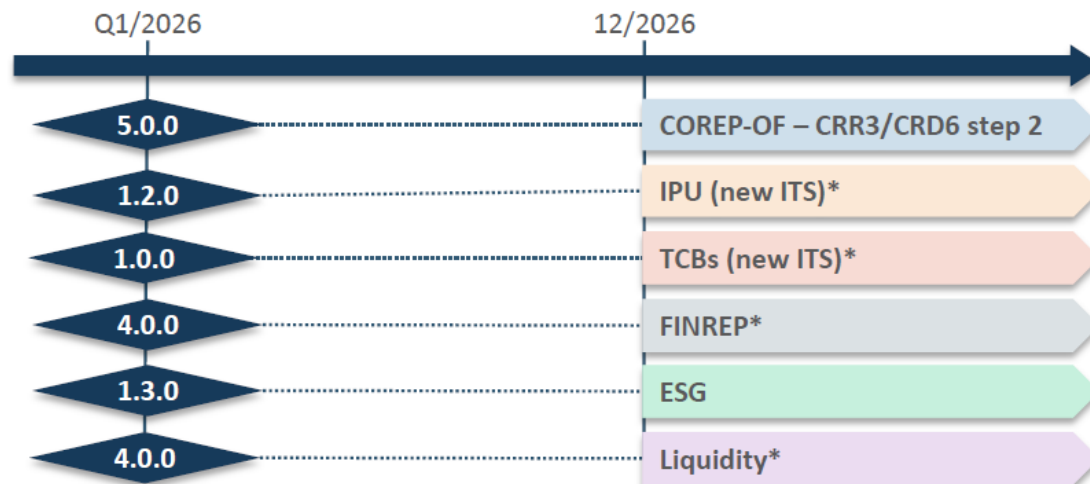 Q1/2026 12/2026
5.0.0 COREP-OF – CRR3/CRD6 step 2
1.2.0 IPU (new ITS)*
1.0.0 TCBs (new ITS)*
4.0.0 FINREP*
1.3.0 ESG
4.0.0 Liquidity*